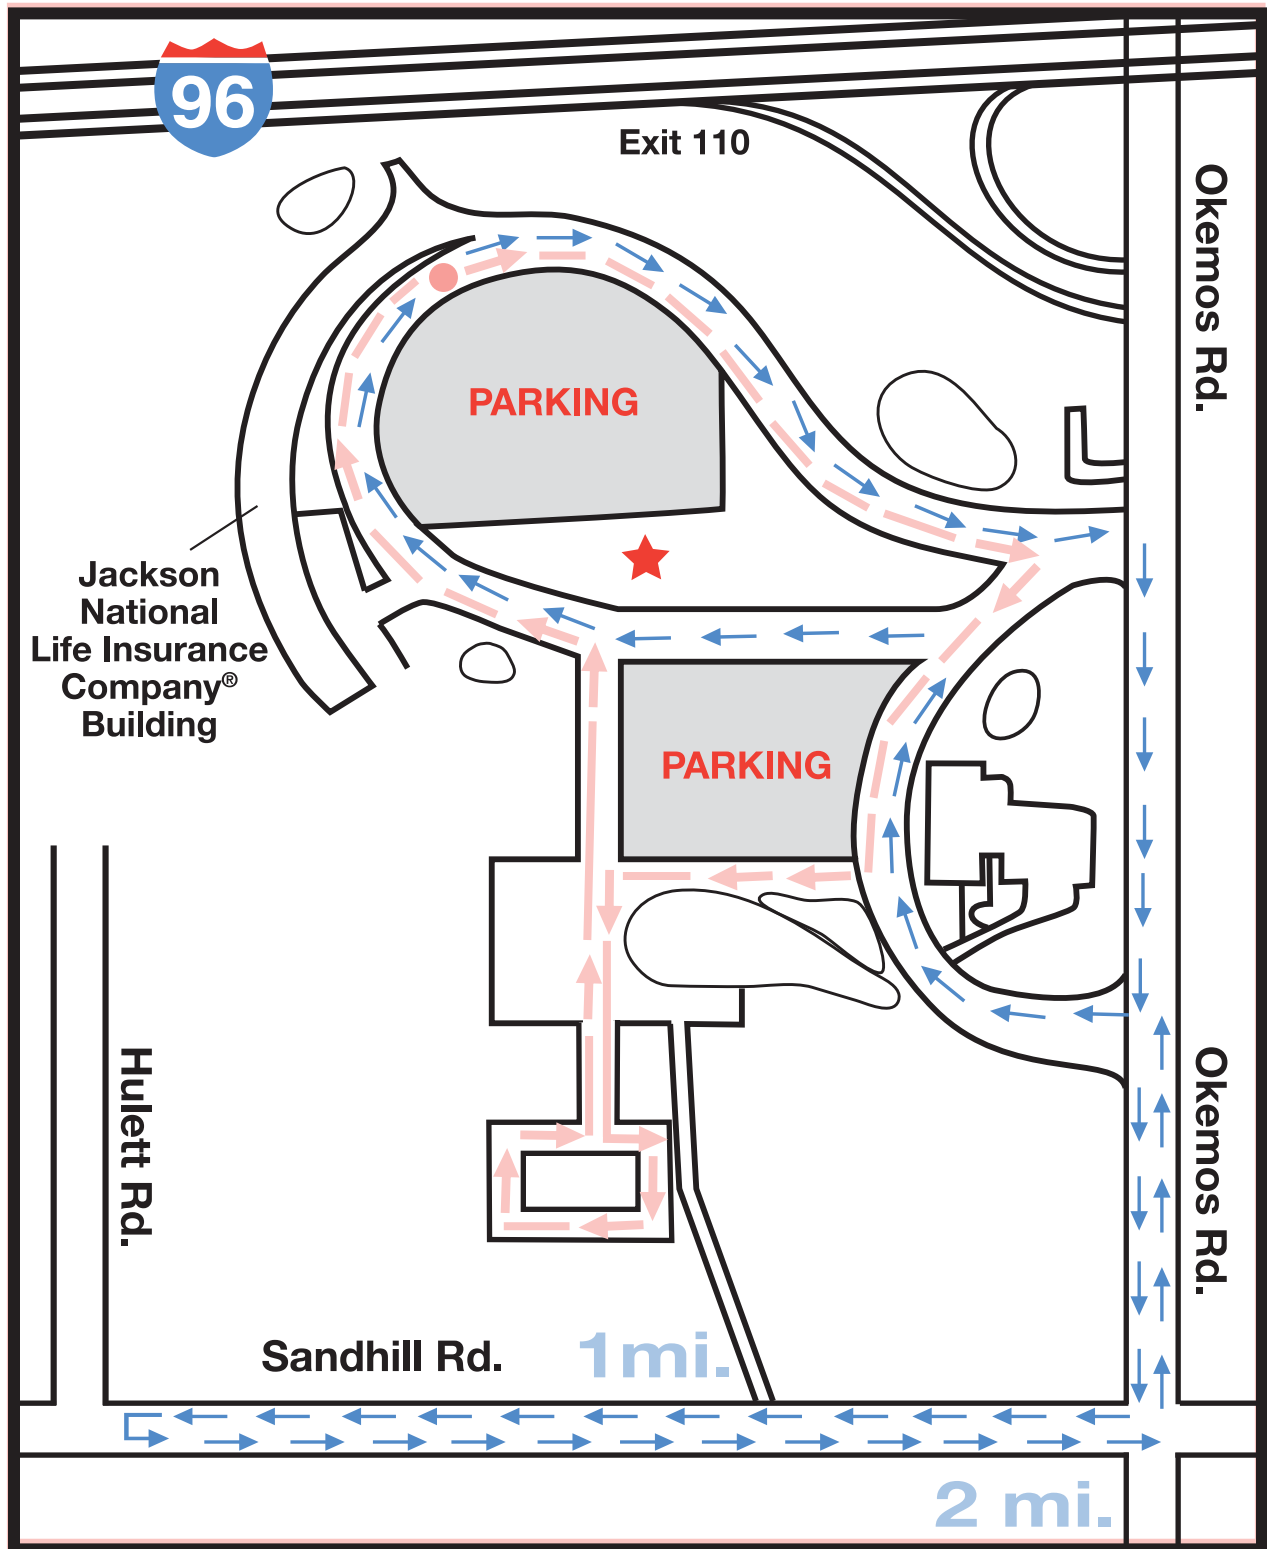 96
Exit 110
Okemos Rd.
PARKING
Jackson
National
Life Insurance
Company®
Building
PARKING
Hulett Rd.
Okemos Rd.
Sandhill Rd.
1mi.
2 mi.